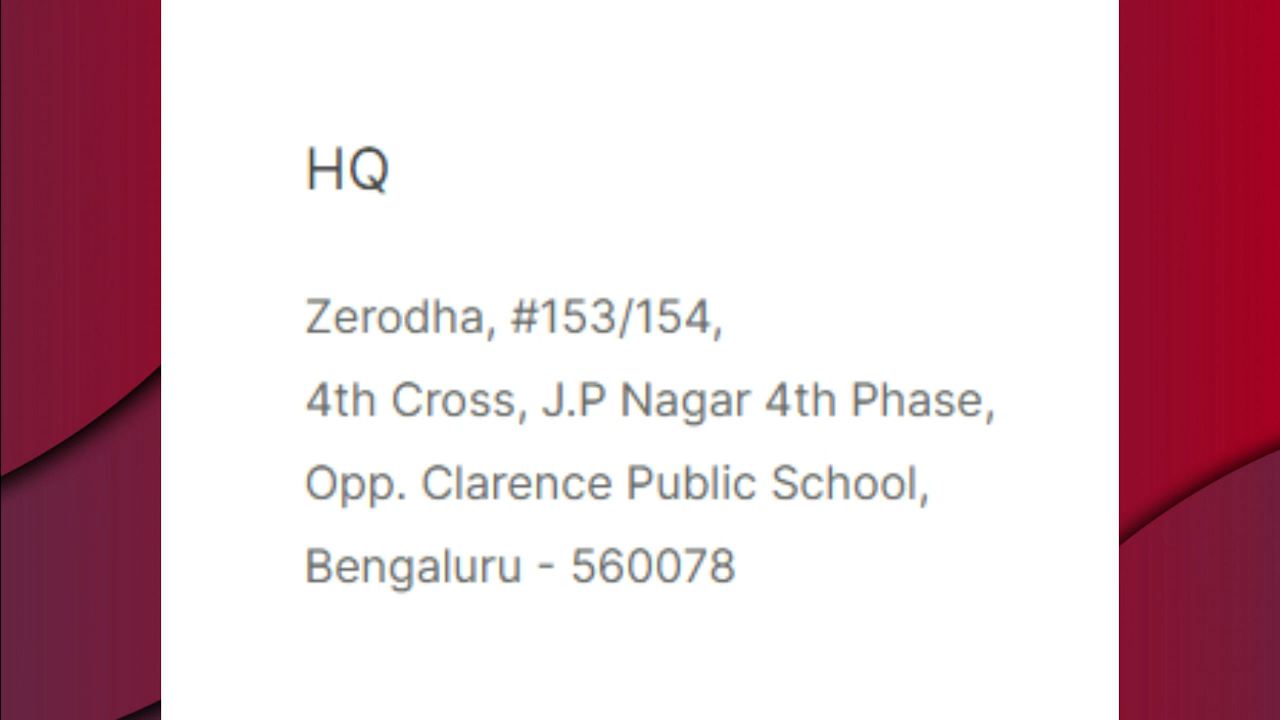 HQ
Zerodha, #153/154,
4th Cross, J.P Nagar 4th Phase,
Opp. Clarence Public School,
Bengaluru - 560078